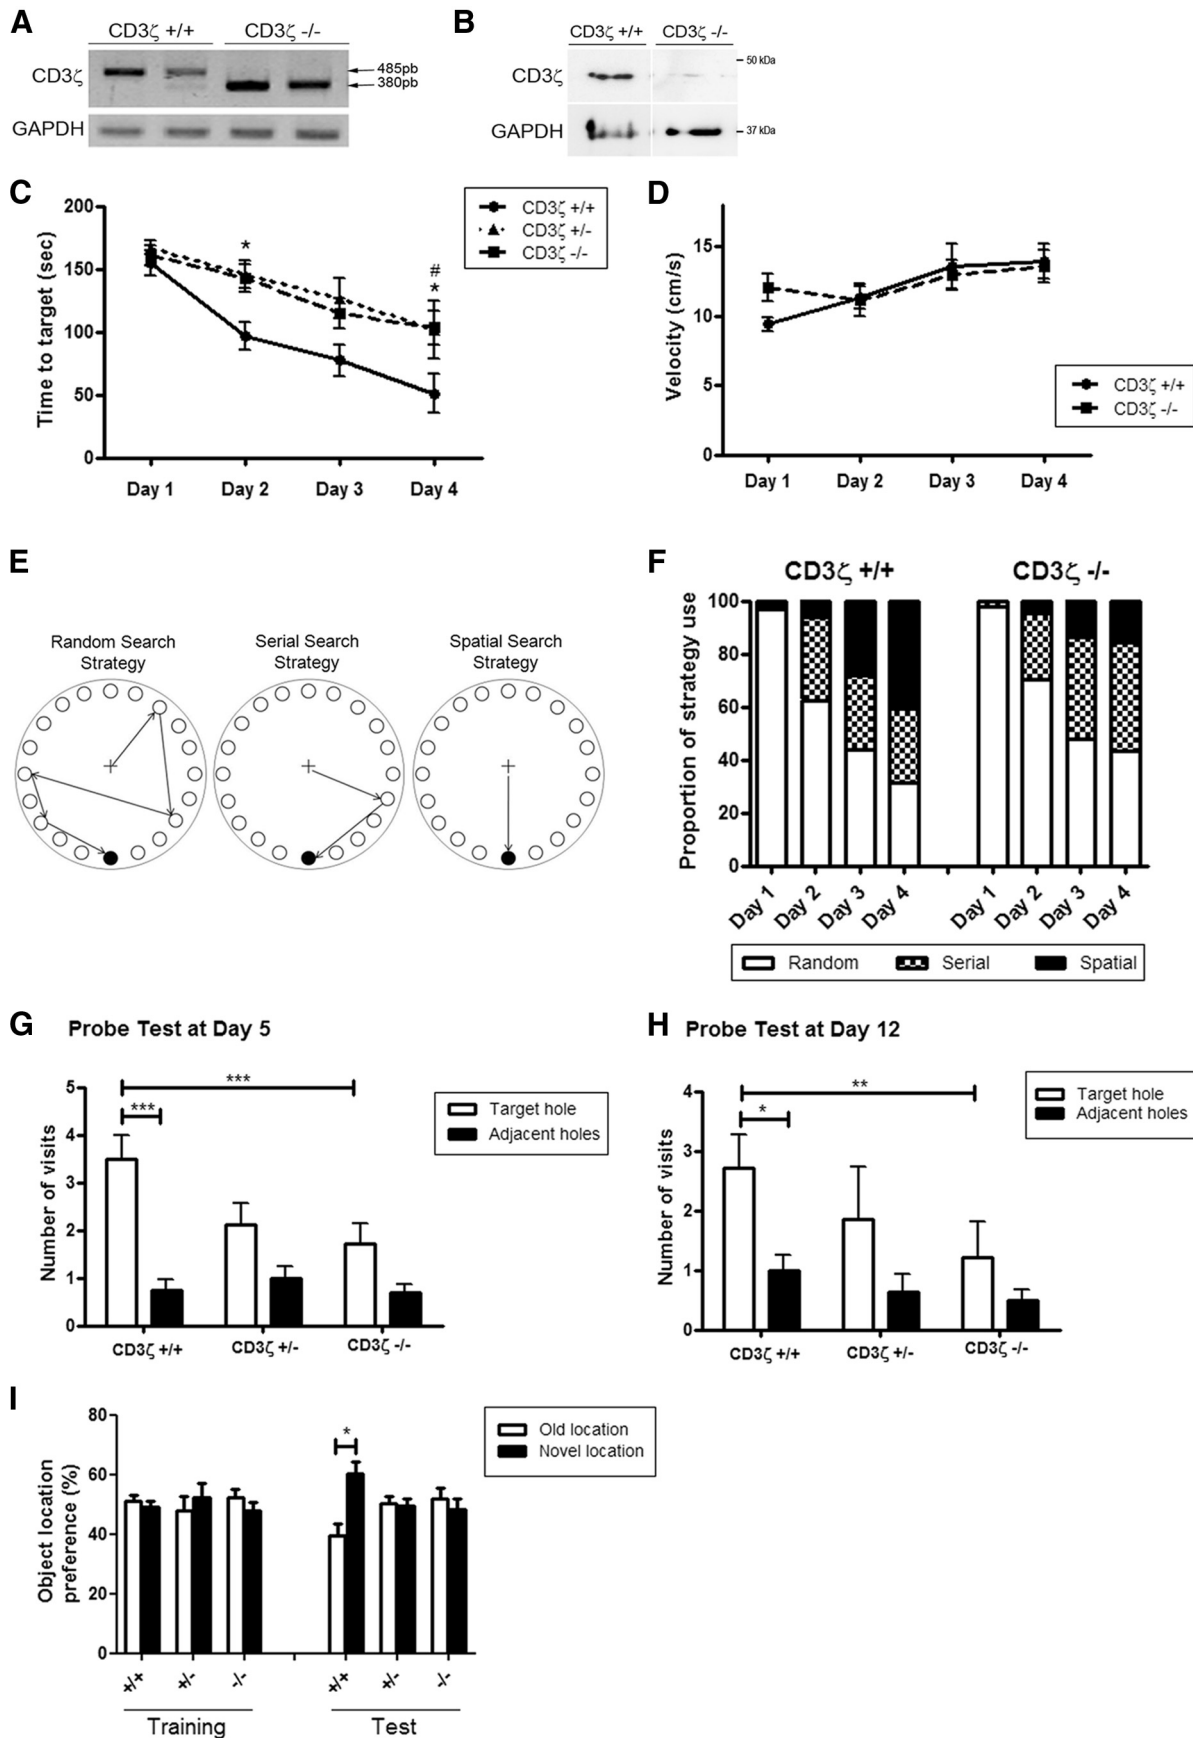 A
CD3ζ +/+ CD3ζ -/-
CD3ζ
485pb
380pb
GAPDH
B
CD3ζ +/+ CD3ζ -/-
CD3ζ
50 kDa
GAPDH
37 kDa
C
Time to target (sec)
200
150
100
50
0
*
#
*
Day 1 Day 2 Day 3 Day 4
CD3ζ +/+
CD3ζ +/-
CD3ζ -/-
D
Velocity (cm/s)
15
10
5
0
Day 1 Day 2 Day 3 Day 4
CD3ζ +/+
CD3ζ -/-
E
Random Search
Strategy
Serial Search
Strategy
Spatial Search
Strategy
F
CD3ζ +/+ CD3ζ -/-
Proportion of strategy use
100
80
60
40
20
0
Day 1 Day 2 Day 3 Day 4 Day 1 Day 2 Day 3 Day 4
Random Serial Spatial
G Probe Test at Day 5
Number of visits
5
4
3
2
1
0
***
***
Target hole
Adjacent holes
CD3ζ +/+ CD3ζ +/- CD3ζ -/-
H Probe Test at Day 12
Number of visits
4
3
2
1
0
**
*
Target hole
Adjacent holes
CD3ζ +/+ CD3ζ +/- CD3ζ -/-
I
Object location
preference (%)
80
60
40
20
0
*
Old location
Novel location
+/+ +/- -/- +/+ +/- -/-
Training Test